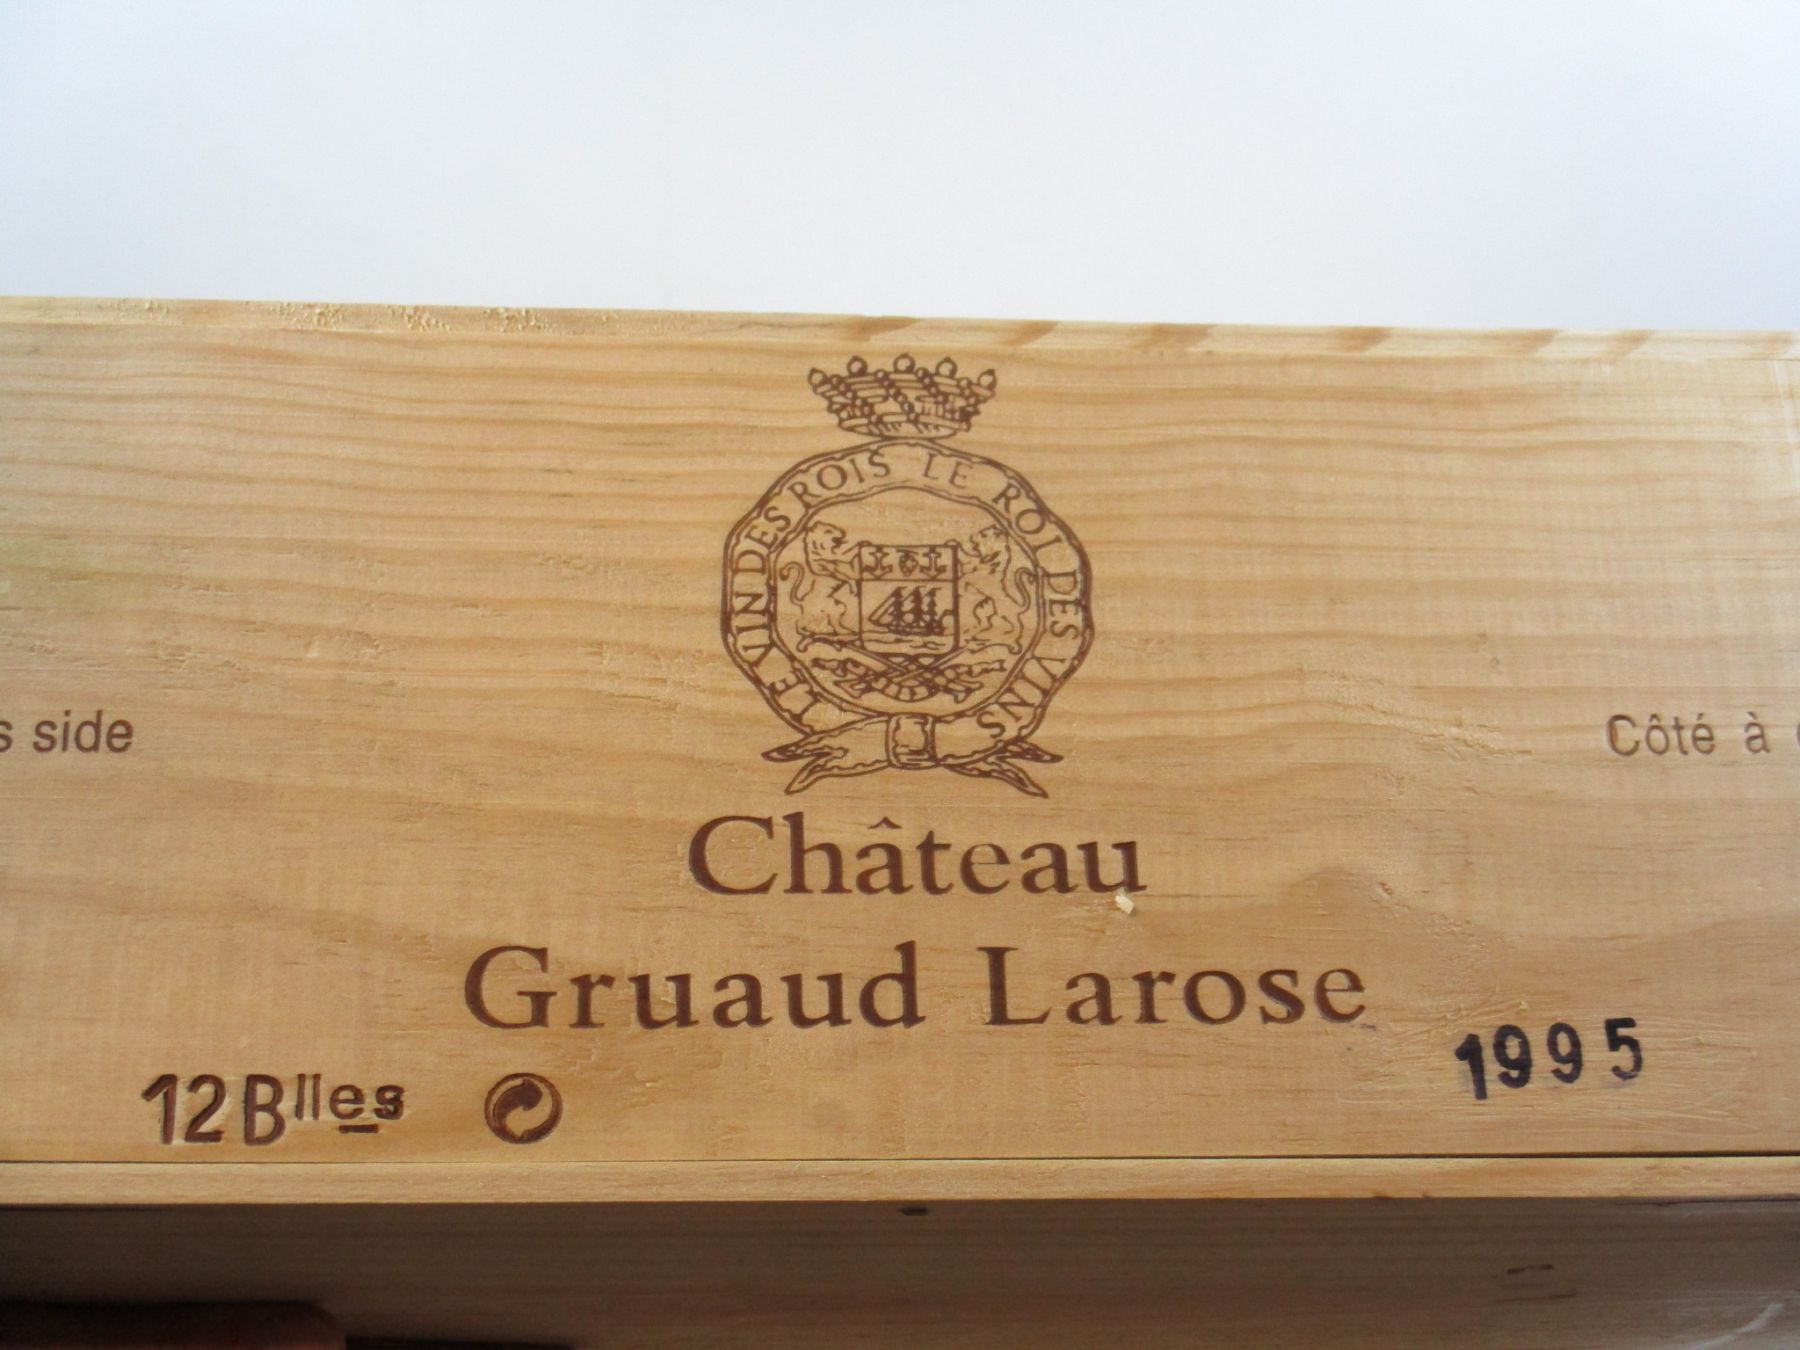 LE VIN DES ROIS LE ROI DES VINS
s side
Côté à
Château
Gruaud Larose
1995
12 Blles